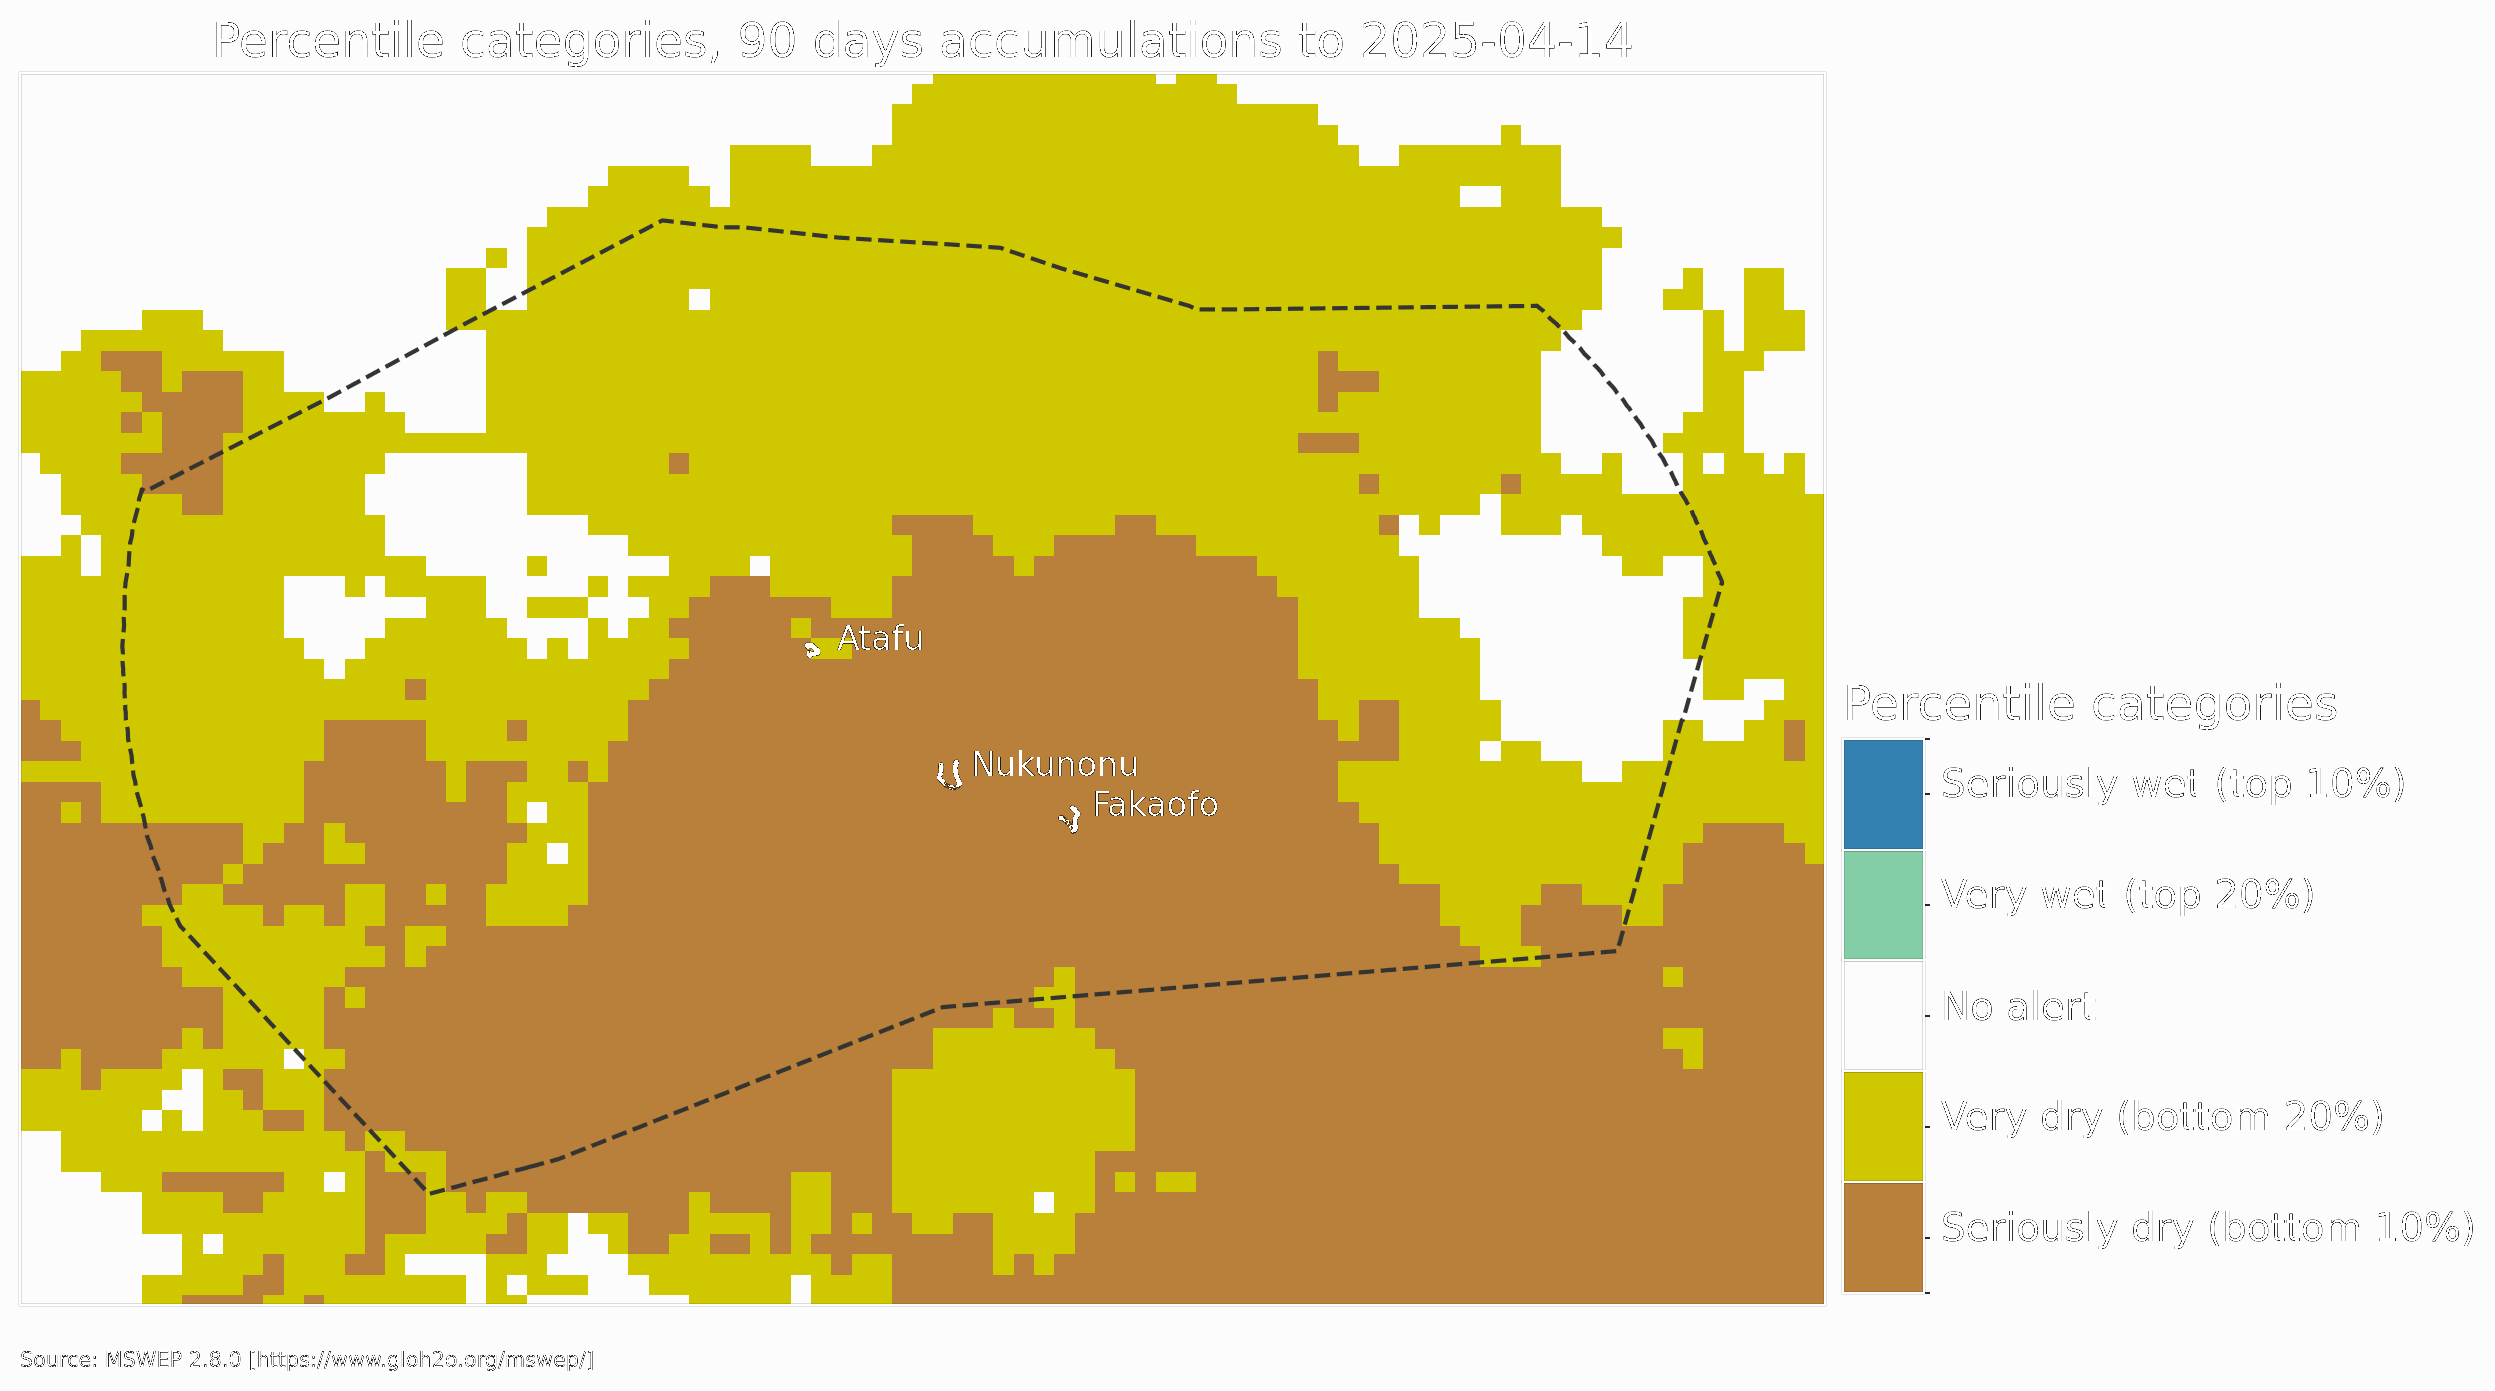 Percentile categories, 90 days accumulations to 2025-04-14
Atafu
Nukunonu
Fakaofo
Percentile categories
Seriously wet (top 10%)
Very wet (top 20%)
No alert
Very dry (bottom 20%)
Seriously dry (bottom 10%)
Source: MSWEP 2.8.0 [https://www.gloh2o.org/mswep/]